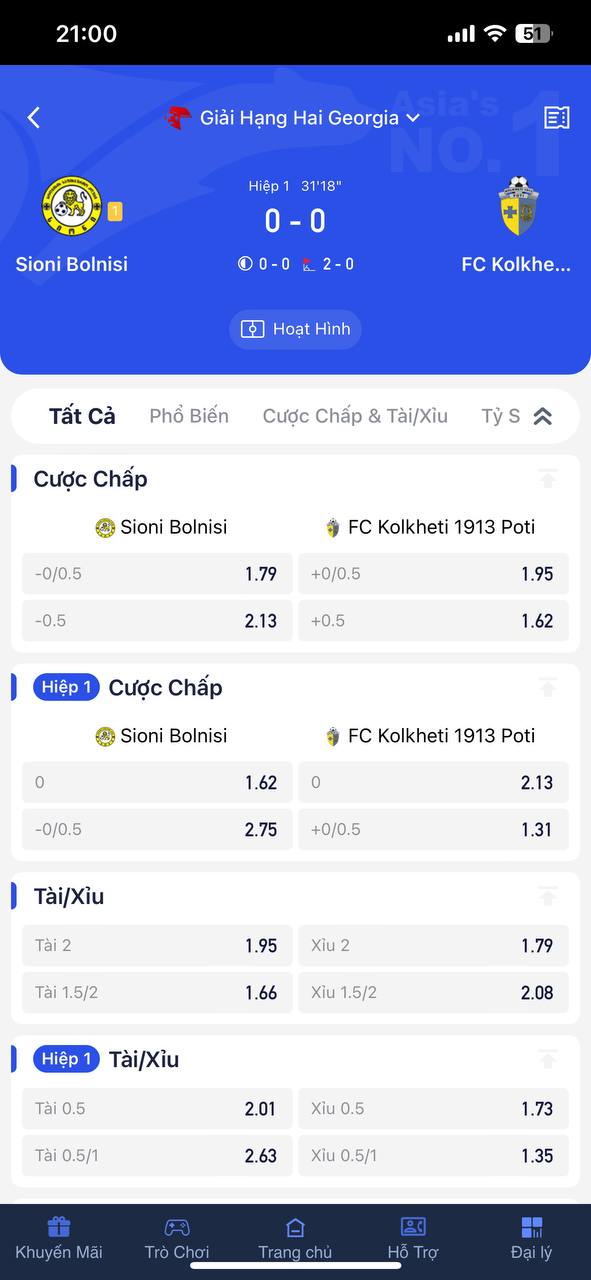 21:00
51
Asia's
NO.1
Giải Hạng Hai Georgia
Hiệp 1 31'18"
1
0 - 0
Sioni Bolnisi
0 - 0 2 - 0
FC Kolkhe...
Hoạt Hình
Tất Cả Phổ Biến Cược Chấp & Tài/Xỉu Tỷ S
Cược Chấp
Sioni Bolnisi FC Kolkheti 1913 Poti
-0/0.5 1.79 +0/0.5 1.95
-0.5 2.13 +0.5 1.62
Hiệp 1 Cược Chấp
Sioni Bolnisi FC Kolkheti 1913 Poti
0 1.62 0 2.13
-0/0.5 2.75 +0/0.5 1.31
Tài/Xỉu
Tài 2 1.95 Xỉu 2 1.79
Tài 1.5/2 1.66 Xỉu 1.5/2 2.08
Hiệp 1 Tài/Xỉu
Tài 0.5 2.01 Xỉu 0.5 1.73
Tài 0.5/1 2.63 Xỉu 0.5/1 1.35
Khuyến Mãi Trò Chơi Trang chủ Hỗ Trợ Đại lý